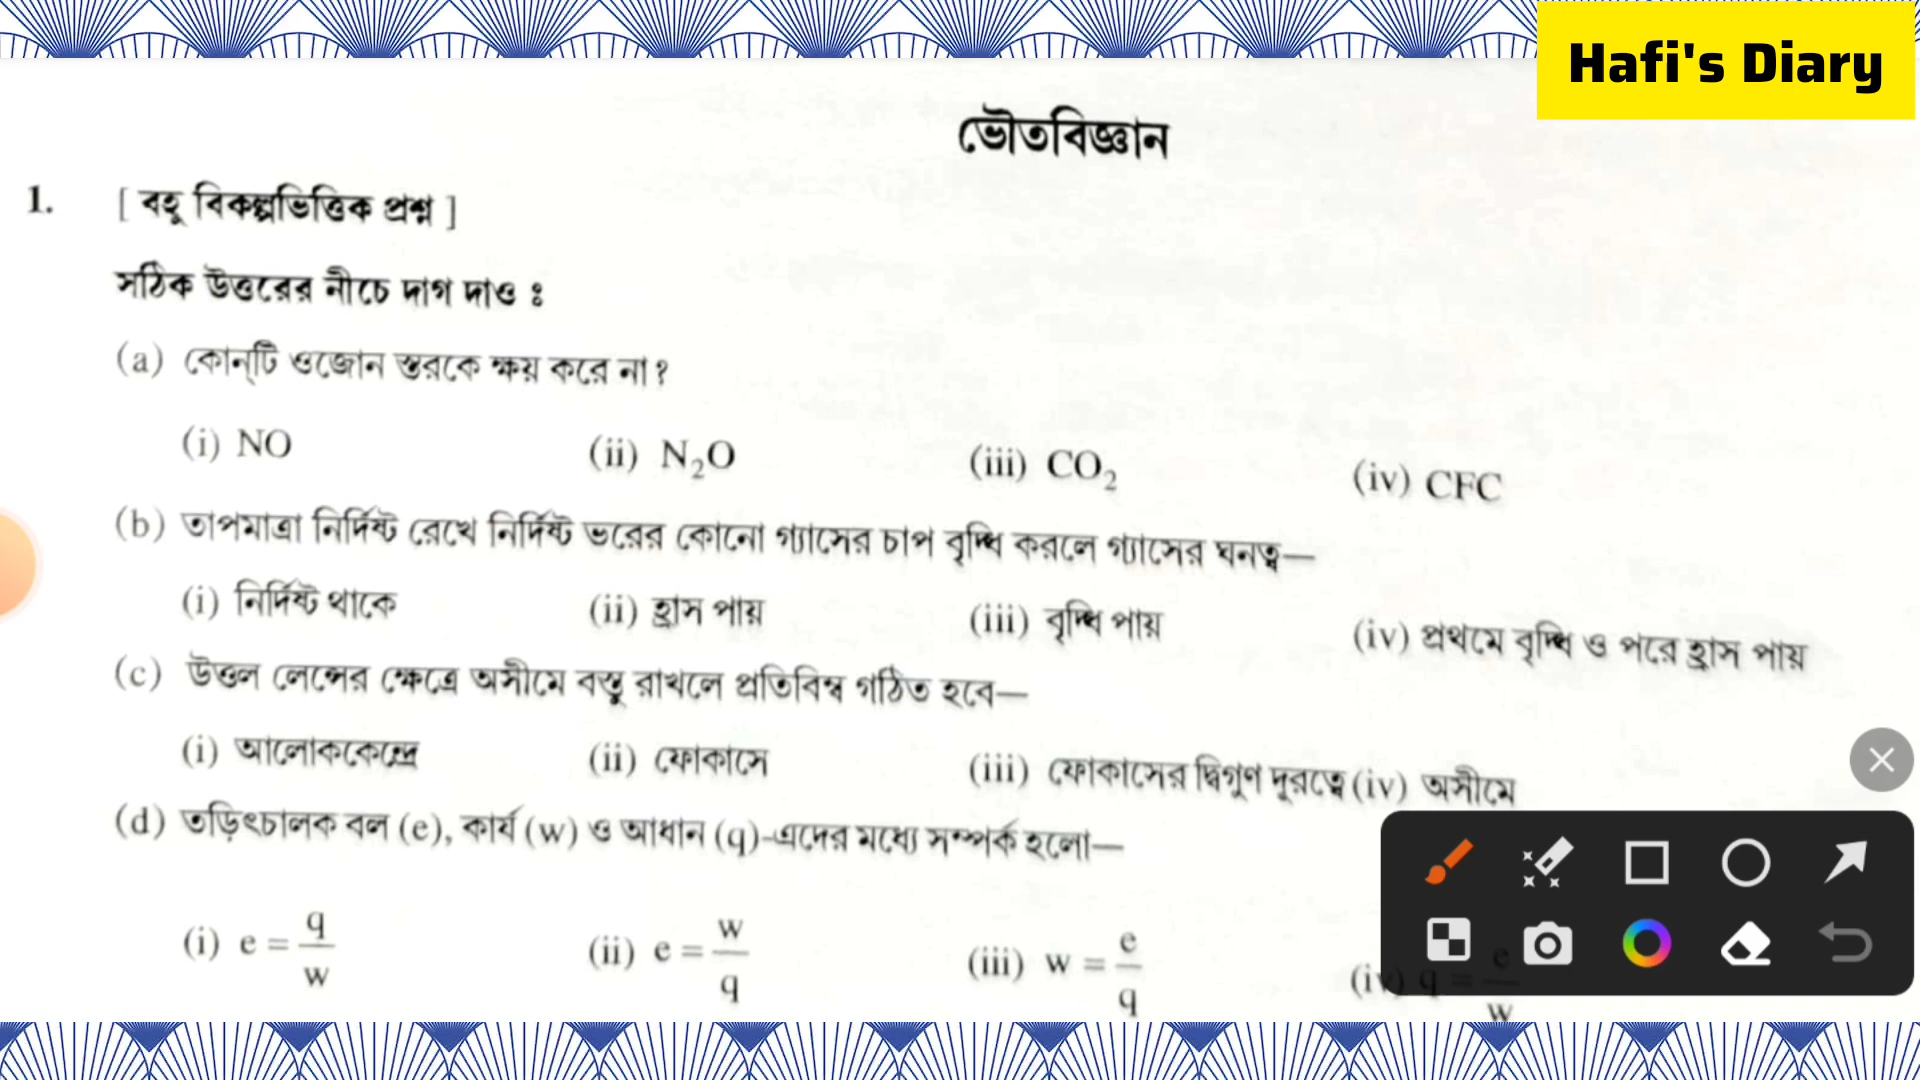 Hafi's Diary
ভৌতবিজ্ঞান
1. [ বহু বিকল্পভিত্তিক প্রশ্ন ]
সঠিক উত্তরের নীচে দাগ দাও ঃ
(a) কোন্‌টি ওজোন স্তরকে ক্ষয় করে না ?
(i) NO (ii) N₂O (iii) CO₂ (iv) CFC
(b) তাপমাত্রা নির্দিষ্ট রেখে নির্দিষ্ট ভরের কোনো গ্যাসের চাপ বৃদ্ধি করলে গ্যাসের ঘনত্ব—
(i) নির্দিষ্ট থাকে (ii) হ্রাস পায় (iii) বৃদ্ধি পায় (iv) প্রথমে বৃদ্ধি ও পরে হ্রাস পায়
(c) উত্তল লেন্সের ক্ষেত্রে অসীমে বস্তু রাখলে প্রতিবিম্ব গঠিত হবে—
(i) আলোককেন্দ্রে (ii) ফোকাসে (iii) ফোকাসের দ্বিগুণ দূরত্বে (iv) অসীমে
(d) তড়িৎচালক বল (e), কার্য (w) ও আধান (q)-এদের মধ্যে সম্পর্ক হলো—
(i) e = q/w (ii) e = w/q (iii) w = e/q (iv) q = e/w